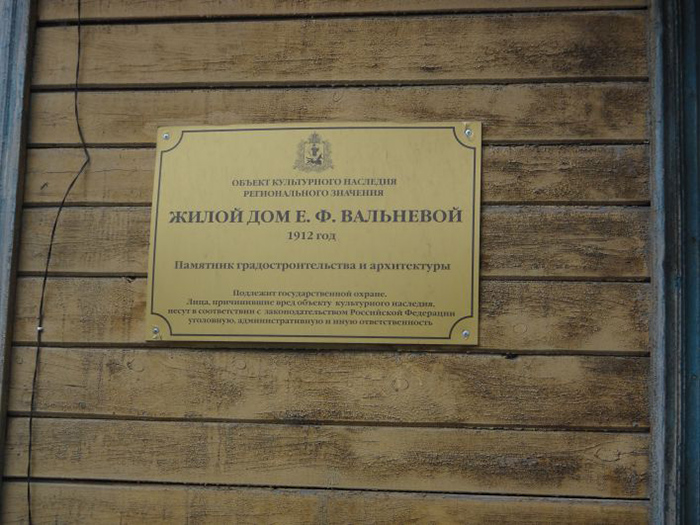 ОБЪЕКТ КУЛЬТУРНОГО НАСЛЕДИЯ
РЕГИОНАЛЬНОГО ЗНАЧЕНИЯ
ЖИЛОЙ ДОМ Е. Ф. ВАЛЬНЕВОЙ
1912 год
Памятник градостроительства и архитектуры
Подлежит государственной охране.
Лица, причинившие вред объекту культурного наследия,
несут в соответствии с законодательством Российской Федерации
уголовную, административную и иную ответственность